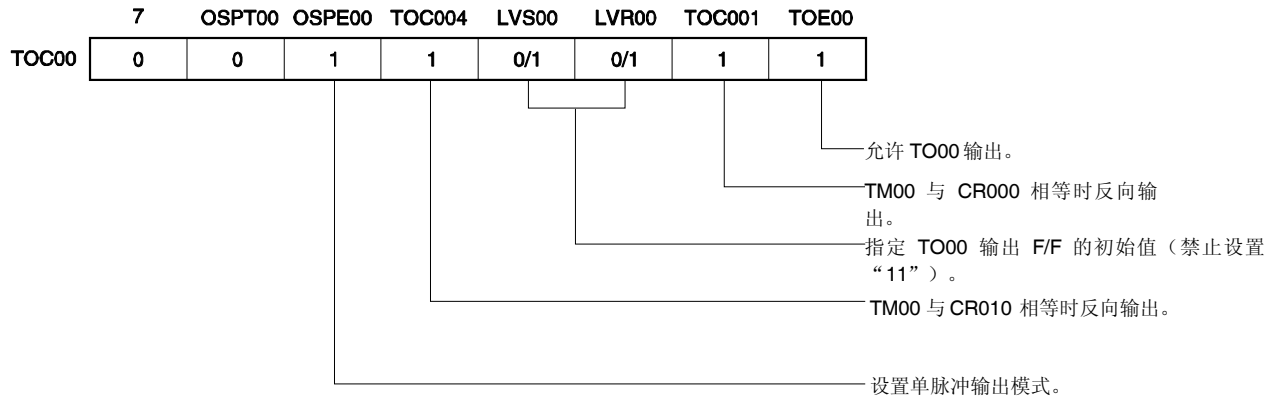 7 OSPT00 OSPE00 TOC004 LVS00 LVR00 TOC001 TOE00
TOC00 0 0 1 1 0/1 0/1 1 1
允许 TO00 输出。
TM00 与 CR000 相等时反向输
出。
指定 TO00 输出 F/F 的初始值（禁止设置
“11”）。
TM00 与 CR010 相等时反向输出。
设置单脉冲输出模式。